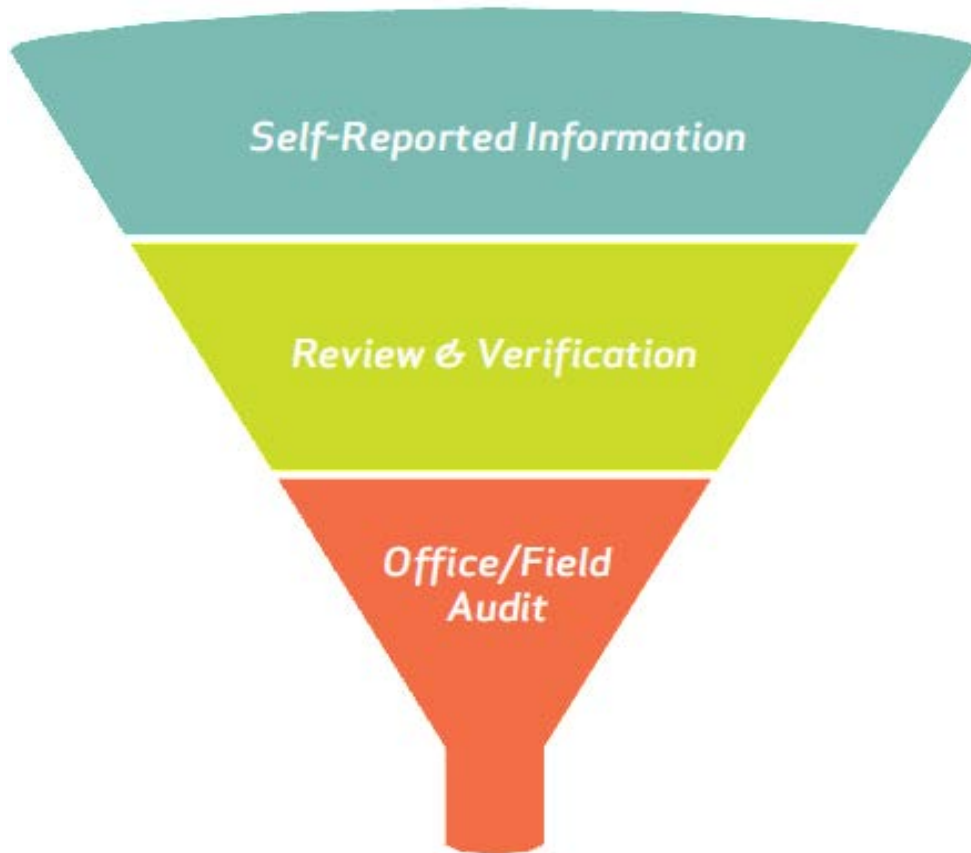 Self-Reported Information
Review & Verification
Office/Field
Audit